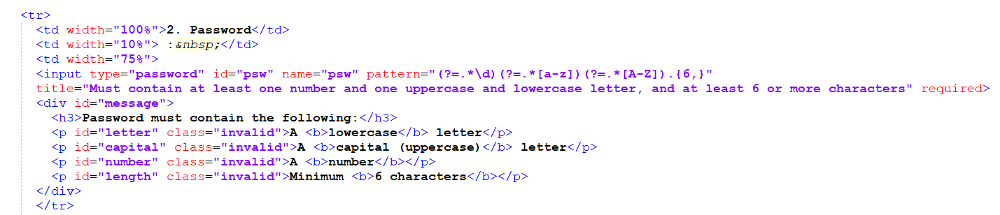 <tr>
<td width="100%">2. Password</td>
<td width="10%"> :&nbsp;</td>
<td width="75%">
<input type="password" id="psw" name="psw" pattern="(?=.*\d)(?=.*[a-z])(?=.*[A-Z]).{6,}"
title="Must contain at least one number and one uppercase and lowercase letter, and at least 6 or more characters" required>
<div id="message">
<h3>Password must contain the following:</h3>
<p id="letter" class="invalid">A <b>lowercase</b> letter</p>
<p id="capital" class="invalid">A <b>capital (uppercase)</b> letter</p>
<p id="number" class="invalid">A <b>number</b></p>
<p id="length" class="invalid">Minimum <b>6 characters</b></p>
</div>
</tr>